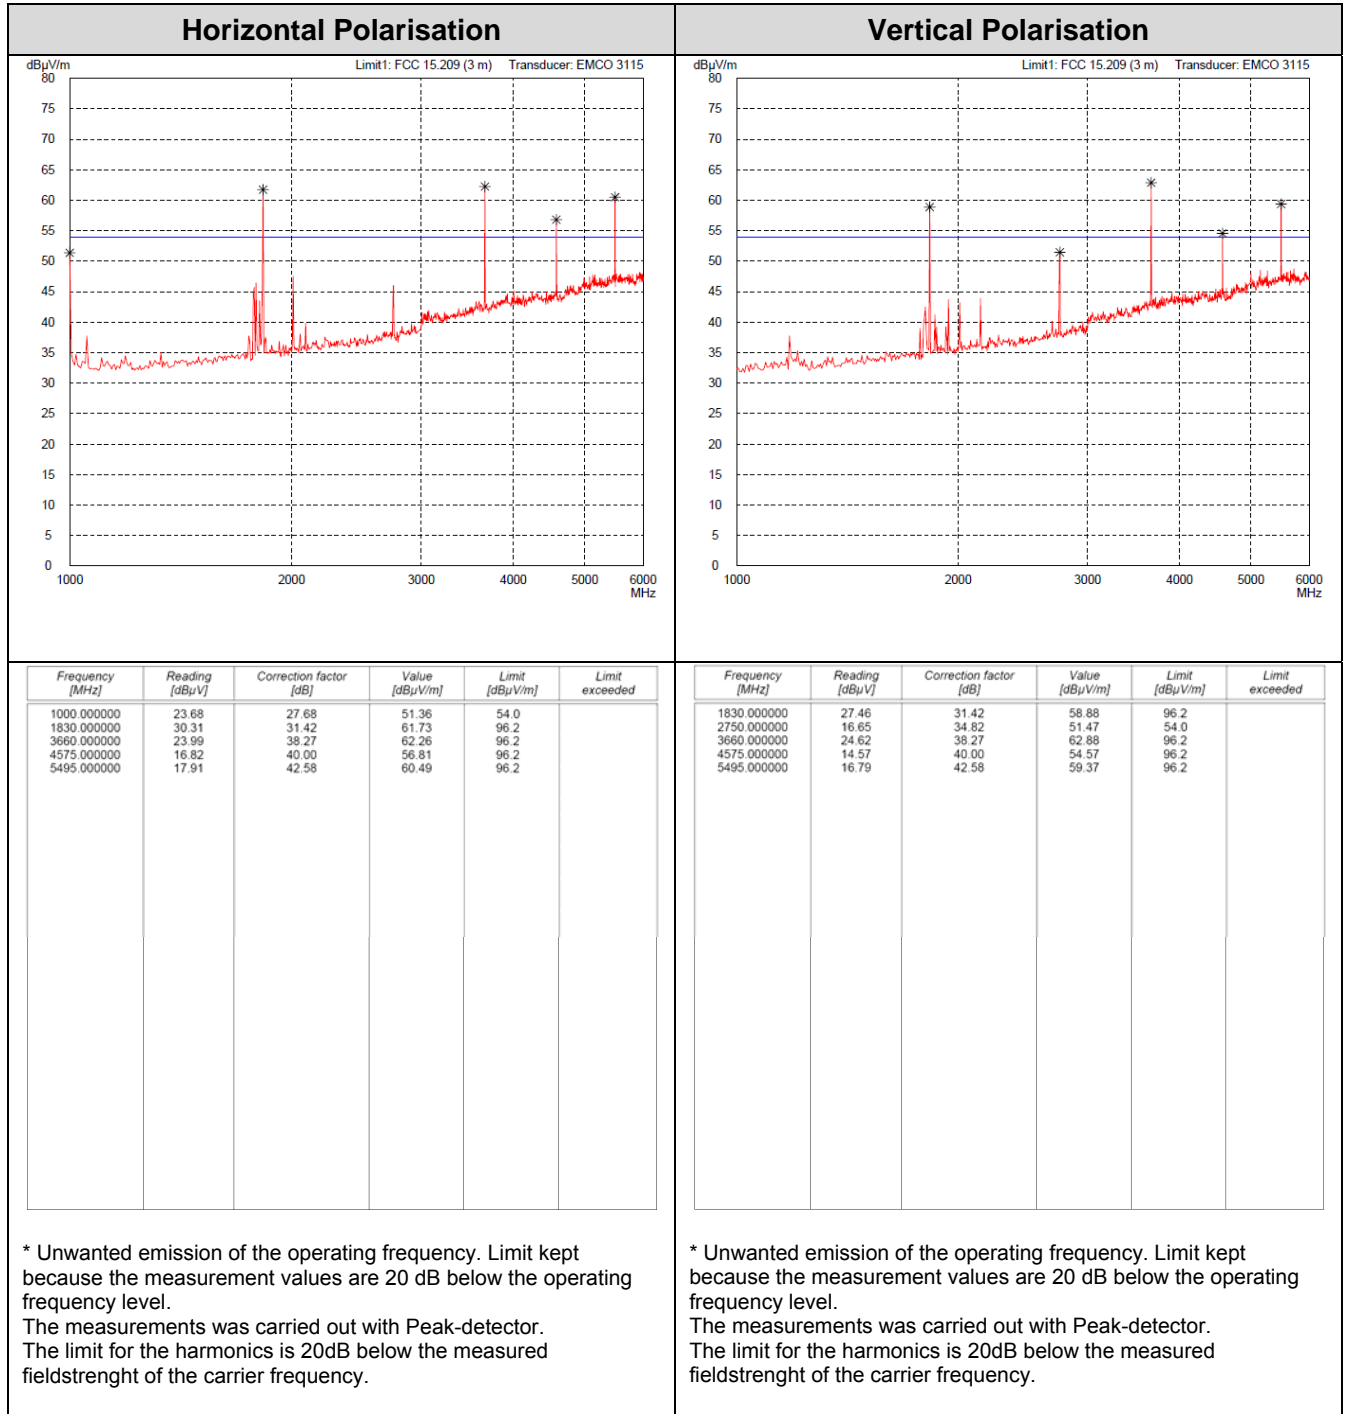 Horizontal Polarisation
dBµV/m Limit1: FCC 15.209 (3 m) Transducer: EMCO 3115
80
75
70
65
60
55
50
45
40
35
30
25
20
15
10
5
0
1000 2000 3000 4000 5000 6000
MHz
Frequency [MHz] Reading [dBµV] Correction factor [dB] Value [dBµV/m] Limit [dBµV/m] Limit exceeded
1000.000000 23.68 27.68 51.36 54.0
1830.000000 30.31 31.42 61.73 96.2
3660.000000 23.99 38.27 62.26 96.2
4575.000000 16.82 40.00 56.81 96.2
5495.000000 17.91 42.58 60.49 96.2
* Unwanted emission of the operating frequency. Limit kept
because the measurement values are 20 dB below the operating
frequency level.
The measurements was carried out with Peak-detector.
The limit for the harmonics is 20dB below the measured
fieldstrenght of the carrier frequency.
Vertical Polarisation
dBµV/m Limit1: FCC 15.209 (3 m) Transducer: EMCO 3115
80
75
70
65
60
55
50
45
40
35
30
25
20
15
10
5
0
1000 2000 3000 4000 5000 6000
MHz
Frequency [MHz] Reading [dBµV] Correction factor [dB] Value [dBµV/m] Limit [dBµV/m] Limit exceeded
1830.000000 27.46 31.42 58.88 96.2
2750.000000 16.65 34.82 51.47 54.0
3660.000000 24.62 38.27 62.88 96.2
4575.000000 14.57 40.00 54.57 96.2
5495.000000 16.79 42.58 59.37 96.2
* Unwanted emission of the operating frequency. Limit kept
because the measurement values are 20 dB below the operating
frequency level.
The measurements was carried out with Peak-detector.
The limit for the harmonics is 20dB below the measured
fieldstrenght of the carrier frequency.